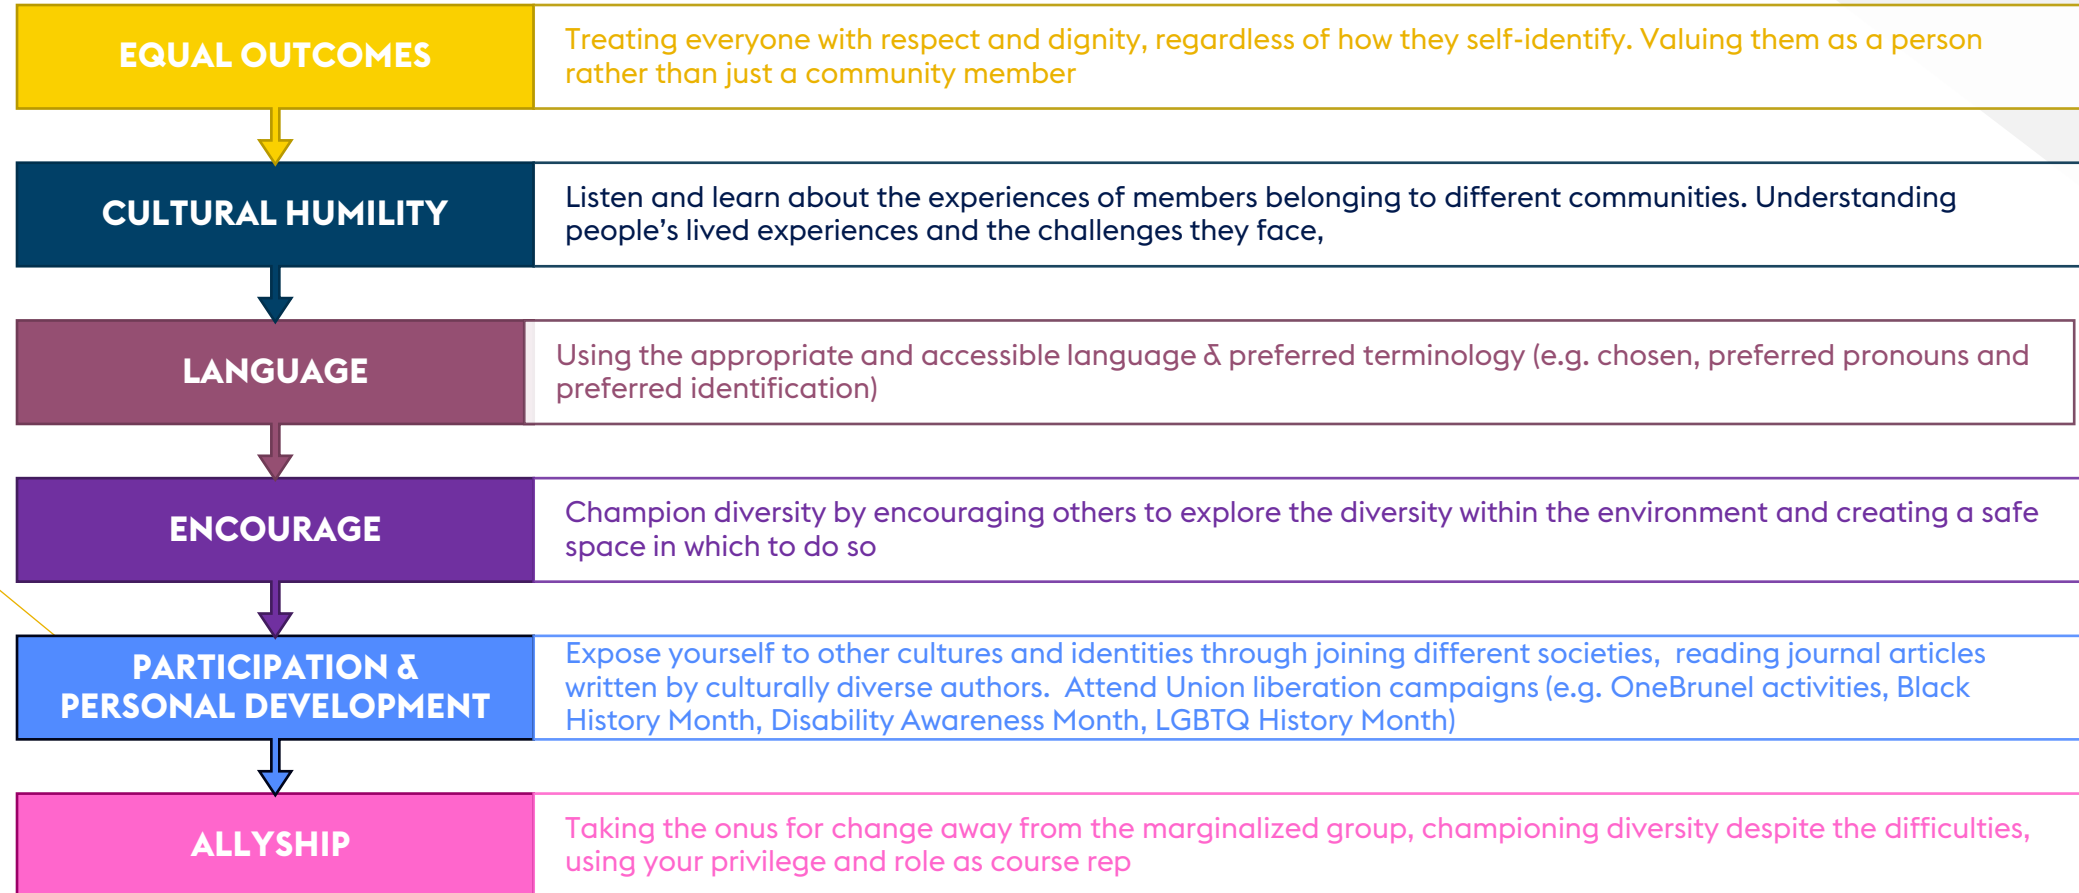 EQUAL OUTCOMES
Treating everyone with respect and dignity, regardless of how they self-identify. Valuing them as a person
rather than just a community member
CULTURAL HUMILITY
Listen and learn about the experiences of members belonging to different communities. Understanding
people’s lived experiences and the challenges they face,
LANGUAGE
Using the appropriate and accessible language & preferred terminology (e.g. chosen, preferred pronouns and
preferred identification)
ENCOURAGE
Champion diversity by encouraging others to explore the diversity within the environment and creating a safe
space in which to do so
PARTICIPATION &
PERSONAL DEVELOPMENT
Expose yourself to other cultures and identities through joining different societies,  reading journal articles
written by culturally diverse authors.  Attend Union liberation campaigns (e.g. OneBrunel activities, Black
History Month, Disability Awareness Month, LGBTQ History Month)
ALLYSHIP
Taking the onus for change away from the marginalized group, championing diversity despite the difficulties,
using your privilege and role as course rep